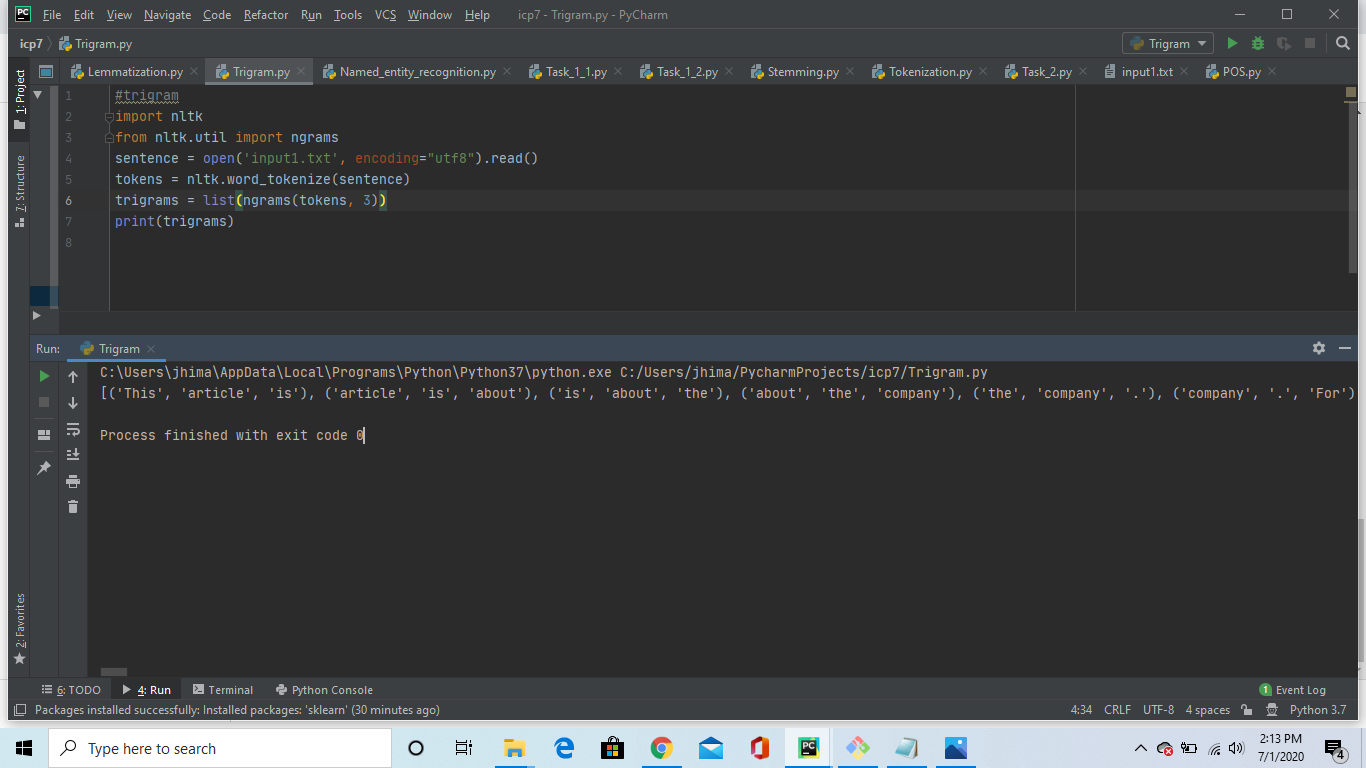 PC File Edit View Navigate Code Refactor Run Tools VCS Window Help icp7 - Trigram.py - PyCharm
icp7 Trigram.py Trigram
1: Project
Lemmatization.py Trigram.py Named_entity_recognition.py Task_1_1.py Task_1_2.py Stemming.py Tokenization.py Task_2.py input1.txt POS.py
1 #trigram
2 import nltk
3 from nltk.util import ngrams
4 sentence = open('input1.txt', encoding="utf8").read()
5 tokens = nltk.word_tokenize(sentence)
6 trigrams = list(ngrams(tokens, 3))
7 print(trigrams)
8
7: Structure
Run: Trigram
C:\Users\jhima\AppData\Local\Programs\Python\Python37\python.exe C:/Users/jhima/PycharmProjects/icp7/Trigram.py
[('This', 'article', 'is'), ('article', 'is', 'about'), ('is', 'about', 'the'), ('about', 'the', 'company'), ('the', 'company', '.'), ('company', '.', 'For')
Process finished with exit code 0
2: Favorites
6: TODO 4: Run Terminal Python Console 1 Event Log
Packages installed successfully: Installed packages: 'sklearn' (30 minutes ago) 4:34 CRLF UTF-8 4 spaces Python 3.7
Type here to search PC 2:13 PM
7/1/2020 4